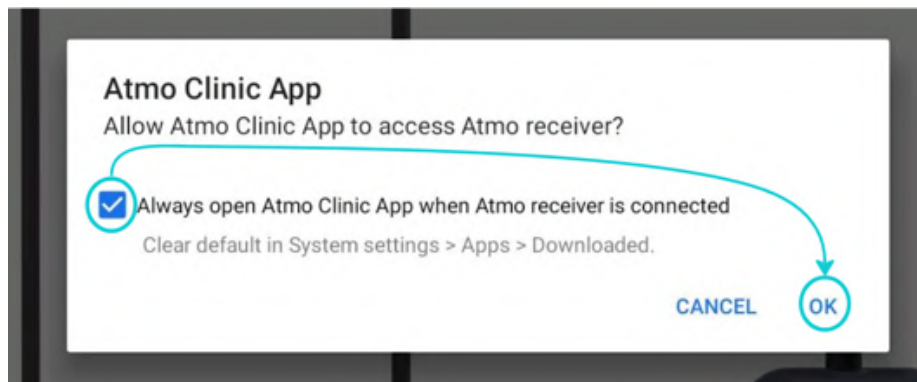 Atmo Clinic App
Allow Atmo Clinic App to access Atmo receiver?
Always open Atmo Clinic App when Atmo receiver is connected
Clear default in System settings > Apps > Downloaded.
CANCEL OK